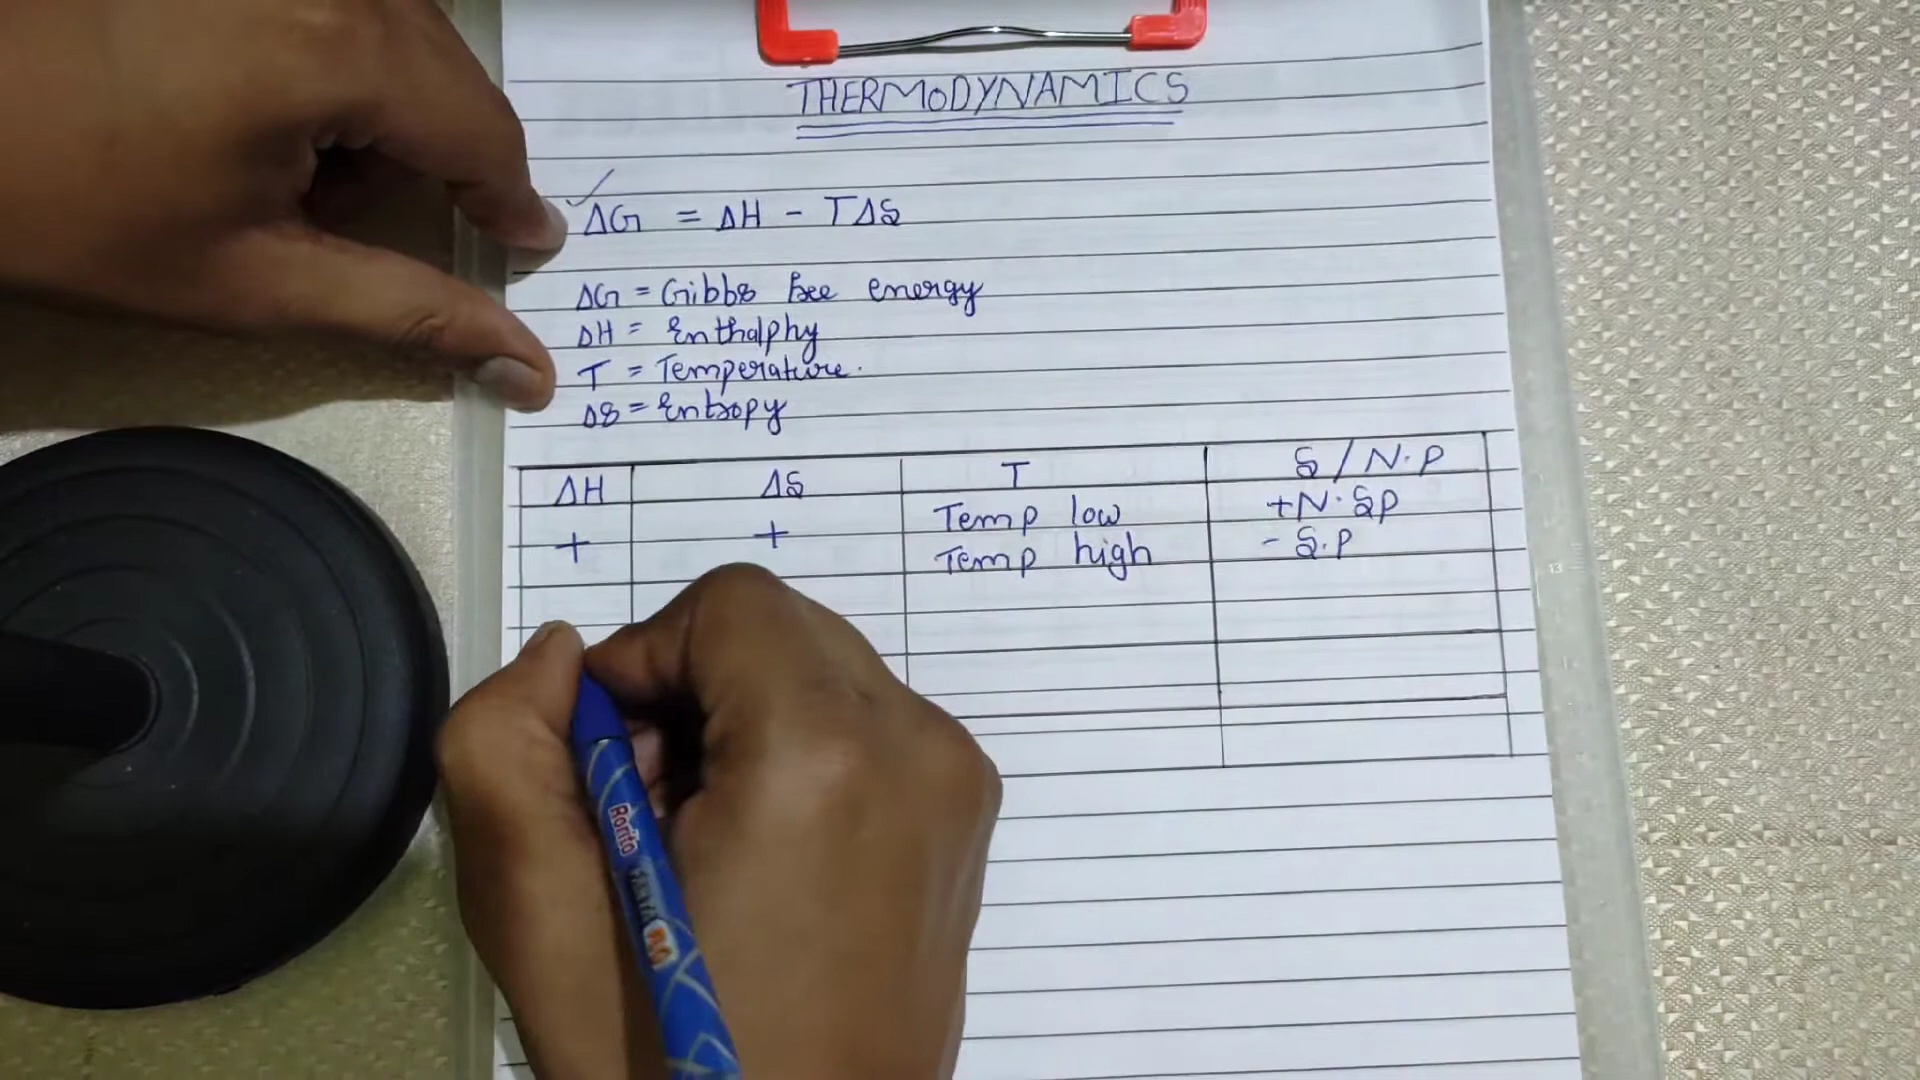 THERMODYNAMICS
ΔG = ΔH - TΔS
ΔG = Gibbs free energy
ΔH = Enthalphy
T = Temperature.
ΔS = Entropy
ΔH ΔS T S/N.P
+ + Temp low +N.SP
Temp high - S.P
Rorito